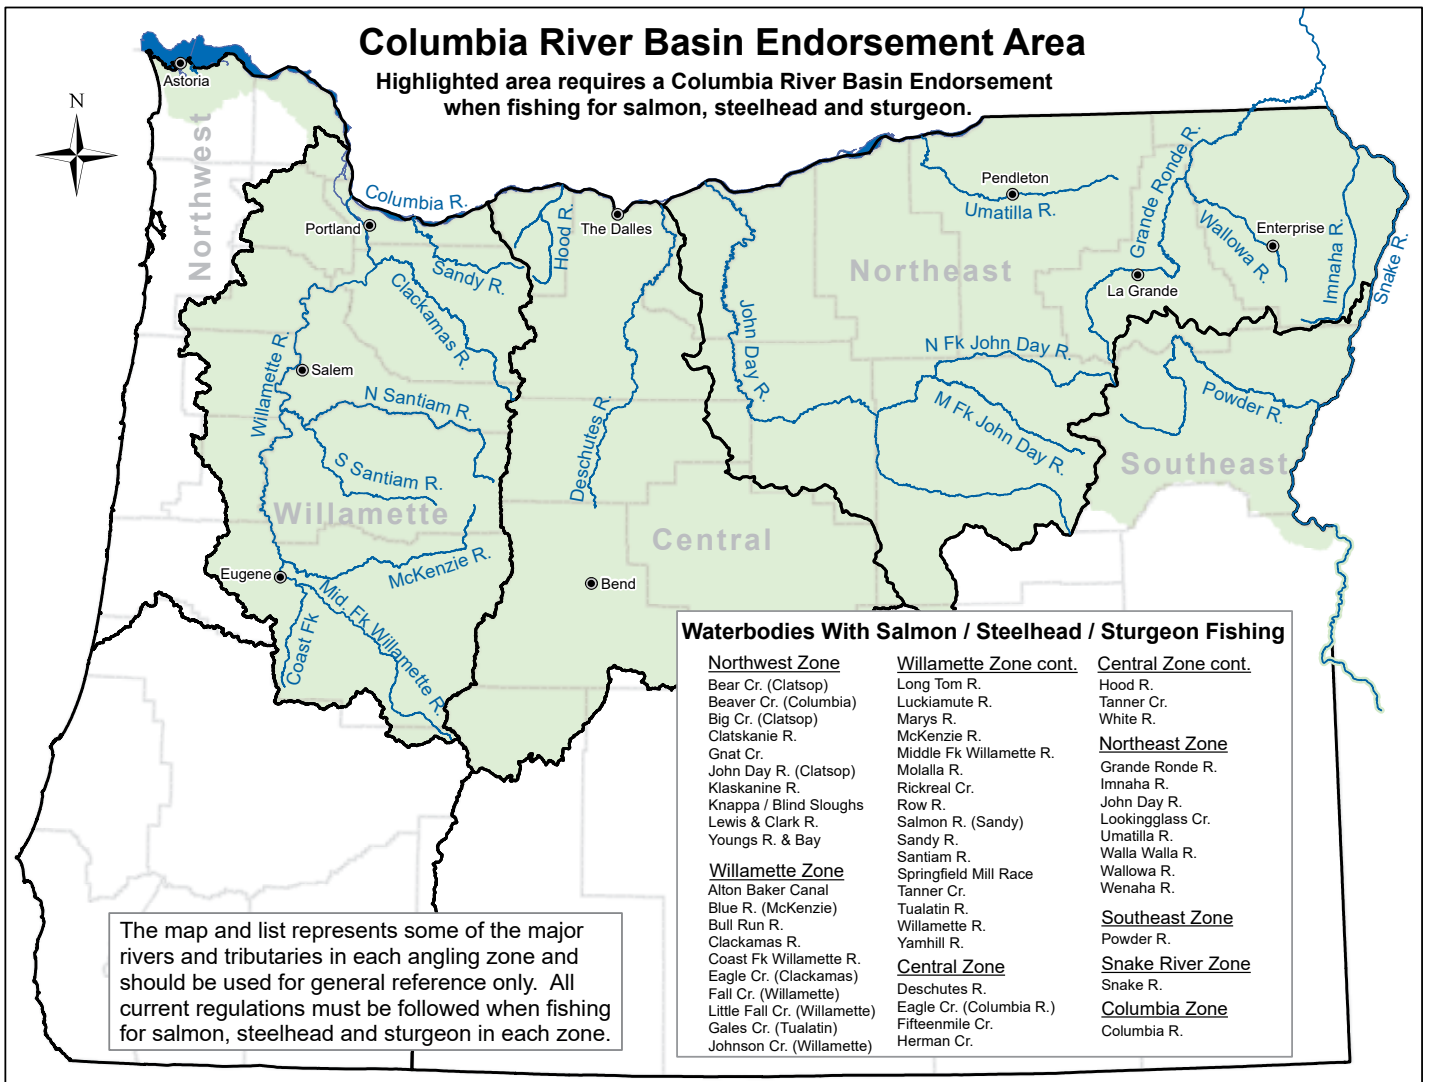 Columbia River Basin Endorsement Area
Highlighted area requires a Columbia River Basin Endorsement
when fishing for salmon, steelhead and sturgeon.
N
Astoria
Northwest
Columbia R.
Portland
Sandy R.
Hood R.
The Dalles
Clackamas R.
Willamette R.
Salem
N Santiam R.
S Santiam R.
Willamette
McKenzie R.
Eugene
Coast Fk
Mid. Fk Willamette R.
Deschutes R.
Central
Bend
John Day R.
Northeast
Pendleton
Umatilla R.
Grande Ronde R.
La Grande
Wallowa R.
Enterprise
Imnaha R.
Snake R.
N Fk John Day R.
M Fk John Day R.
Powder R.
Southeast
Waterbodies With Salmon / Steelhead / Sturgeon Fishing
Northwest Zone
Bear Cr. (Clatsop)
Beaver Cr. (Columbia)
Big Cr. (Clatsop)
Clatskanie R.
Gnat Cr.
John Day R. (Clatsop)
Klaskanine R.
Knappa / Blind Sloughs
Lewis & Clark R.
Youngs R. & Bay
Willamette Zone
Alton Baker Canal
Blue R. (McKenzie)
Bull Run R.
Clackamas R.
Coast Fk Willamette R.
Eagle Cr. (Clackamas)
Fall Cr. (Willamette)
Little Fall Cr. (Willamette)
Gales Cr. (Tualatin)
Johnson Cr. (Willamette)
Willamette Zone cont.
Long Tom R.
Luckiamute R.
Marys R.
McKenzie R.
Middle Fk Willamette R.
Molalla R.
Rickreal Cr.
Row R.
Salmon R. (Sandy)
Sandy R.
Santiam R.
Springfield Mill Race
Tanner Cr.
Tualatin R.
Willamette R.
Yamhill R.
Central Zone
Deschutes R.
Eagle Cr. (Columbia R.)
Fifteenmile Cr.
Herman Cr.
Central Zone cont.
Hood R.
Tanner Cr.
White R.
Northeast Zone
Grande Ronde R.
Imnaha R.
John Day R.
Lookingglass Cr.
Umatilla R.
Walla Walla R.
Wallowa R.
Wenaha R.
Southeast Zone
Powder R.
Snake River Zone
Snake R.
Columbia Zone
Columbia R.
The map and list represents some of the major
rivers and tributaries in each angling zone and
should be used for general reference only. All
current regulations must be followed when fishing
for salmon, steelhead and sturgeon in each zone.